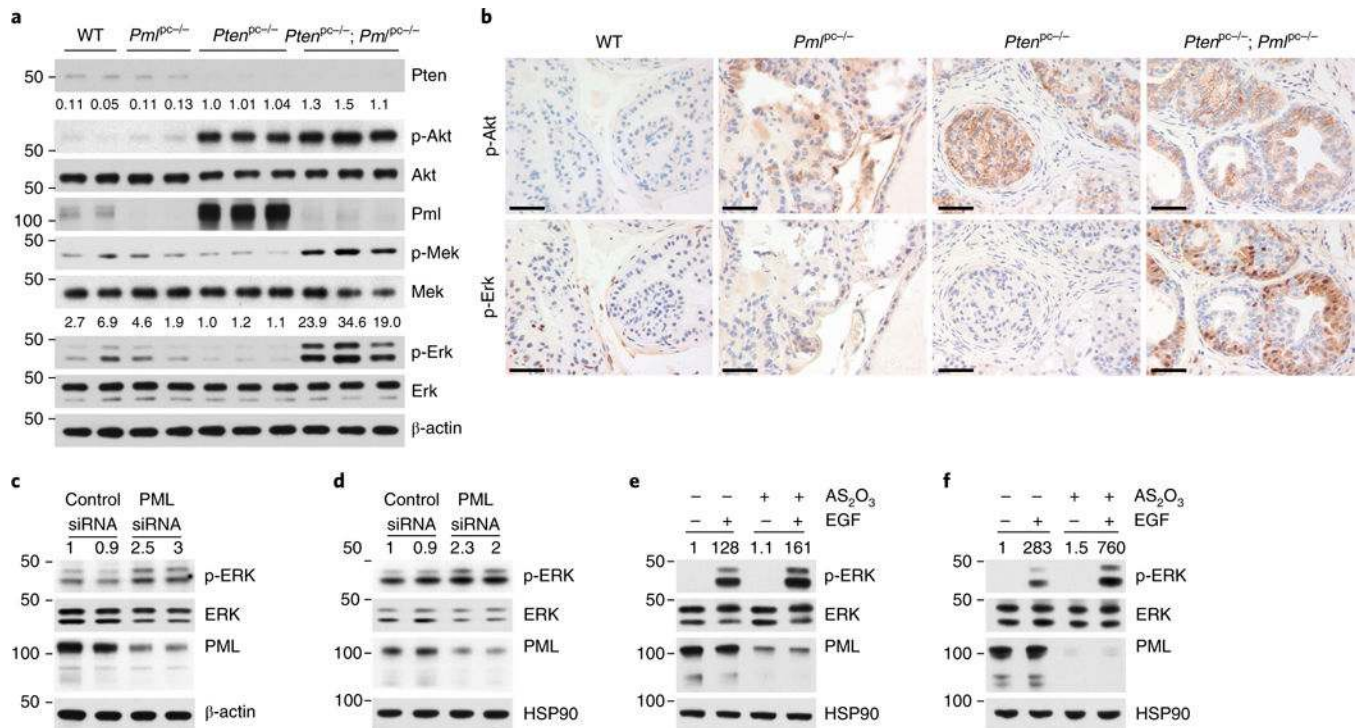 a
WT Pml^pc–/– Pten^pc–/– Pten^pc–/–; Pml^pc–/–
50 Pten
0.11 0.05 0.11 0.13 1.0 1.01 1.04 1.3 1.5 1.1
p-Akt
50
Akt
50
100 Pml
50 p-Mek
50 Mek
2.7 6.9 4.6 1.9 1.0 1.2 1.1 23.9 34.6 19.0
50
p-Erk
50
Erk
50
β-actin
b
WT Pml^pc–/– Pten^pc–/– Pten^pc–/–; Pml^pc–/–
p-Akt
p-Erk
c
Control PML
siRNA siRNA
1 0.9 2.5 3
50
p-ERK
50
ERK
100 PML
50
β-actin
d
Control PML
siRNA siRNA
50 1 0.9 2.3 2
p-ERK
50
ERK
100 PML
100
HSP90
e
– – + + AS₂O₃
– + – + EGF
1 128 1.1 161
50
p-ERK
50
ERK
100 PML
100
HSP90
f
– – + + AS₂O₃
– + – + EGF
1 283 1.5 760
50
p-ERK
50
ERK
100 PML
100
HSP90